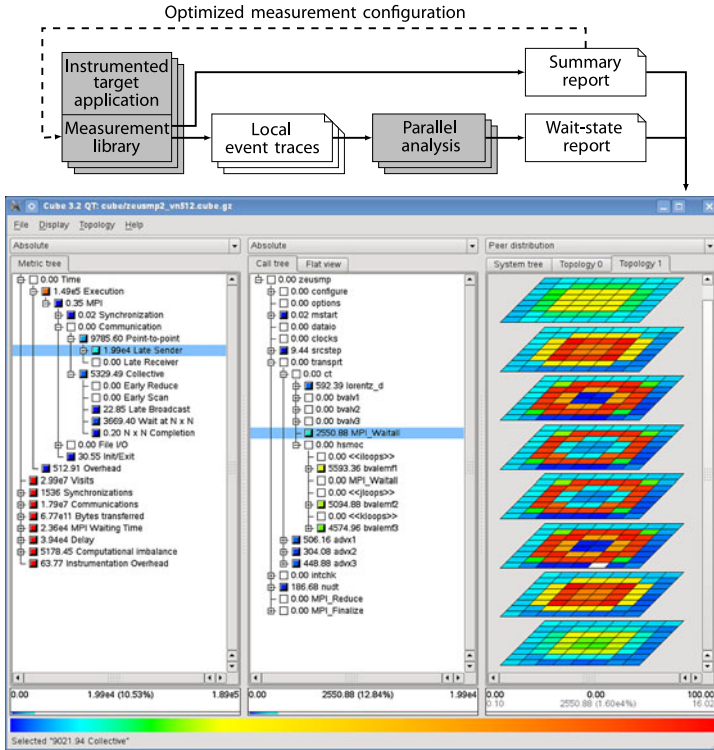 Optimized measurement configuration
Instrumented
target
application
Measurement
library
Local
event traces
Parallel
analysis
Summary
report
Wait-state
report
Cube 3.2 QT: cube/zeusmp2_vn512.cube.gz
File Display Topology Help
Absolute
Metric tree
0.00 Time
1.49e5 Execution
0.35 MPI
0.02 Synchronization
0.00 Communication
9785.60 Point-to-point
1.99e4 Late Sender
0.00 Late Receiver
5329.49 Collective
0.00 Early Reduce
0.00 Early Scan
22.85 Late Broadcast
3669.40 Wait at N x N
0.20 N x N Completion
0.00 File I/O
30.55 Init/Exit
512.91 Overhead
2.99e7 Visits
1536 Synchronizations
1.79e7 Communications
6.77e11 Bytes transferred
2.36e4 MPI Waiting Time
3.94e4 Delay
5178.45 Computational imbalance
63.77 Instrumentation Overhead
0.00 1.99e4 (10.53%) 1.89e5
Absolute
Call tree Flat view
0.00 zeusmp
0.00 configure
0.00 options
0.02 mstart
0.00 dataio
0.00 clocks
9.44 srcstep
0.00 transprt
0.00 ct
592.39 lorentz_d
0.00 bvalv1
0.00 bvalv2
0.00 bvalv3
2550.88 MPI_Waitall
0.00 hsmoc
0.00 <<iloops>>
5593.36 bvalemf1
0.00 MPI_Waitall
0.00 <<jloops>>
5094.88 bvalemf2
0.00 <<kloops>>
4574.96 bvalemf3
506.16 advx1
304.08 advx2
448.88 advx3
0.00 intchk
186.68 nudt
0.00 MPI_Reduce
0.00 MPI_Finalize
0.00 2550.88 (12.84%) 1.99e4
Peer distribution
System tree Topology 0 Topology 1
0.00 0.00 100.00
0.10 2550.88 (1.60e4%) 16.02
Selected "9021.94 Collective"